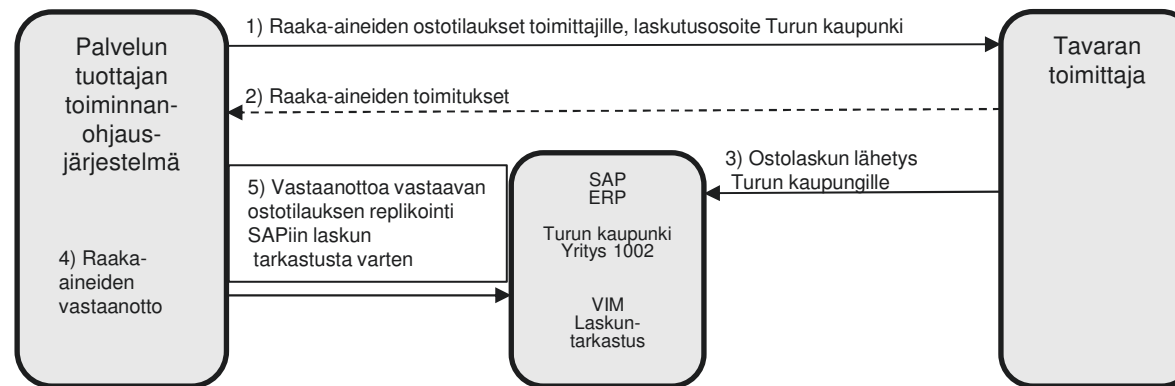 Palvelun
tuottajan
toiminnan-
ohjaus-
järjestelmä
4) Raaka-
aineiden
vastaanotto
1) Raaka-aineiden ostotilaukset toimittajille, laskutusosoite Turun kaupunki
2) Raaka-aineiden toimitukset
3) Ostolaskun lähetys
Turun kaupungille
5) Vastaanottoa vastaavan
ostotilauksen replikointi
SAPiin laskun
tarkastusta varten
SAP
ERP
Turun kaupunki
Yritys 1002
VIM
Laskun-
tarkastus
Tavaran
toimittaja